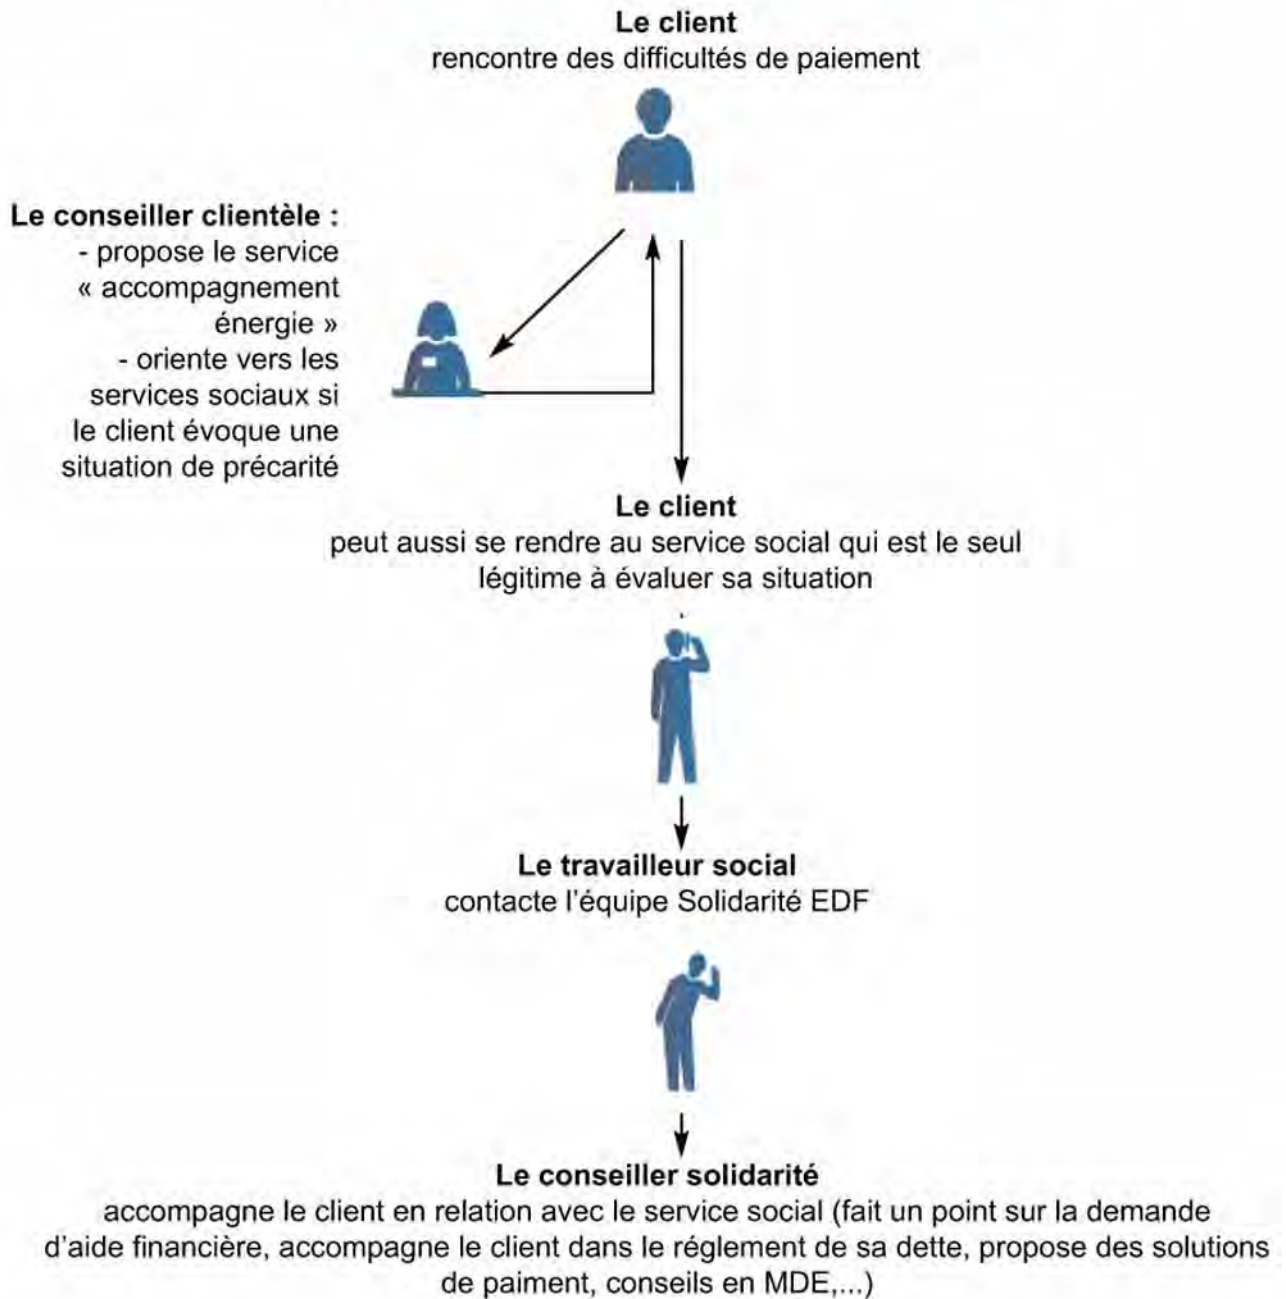 Le client
rencontre des difficultés de paiement
Le conseiller clientèle :
- propose le service
« accompagnement
énergie »
- oriente vers les
services sociaux si
le client évoque une
situation de précarité
Le client
peut aussi se rendre au service social qui est le seul
légitime à évaluer sa situation
Le travailleur social
contacte l'équipe Solidarité EDF
Le conseiller solidarité
accompagne le client en relation avec le service social (fait un point sur la demande
d'aide financière, accompagne le client dans le réglement de sa dette, propose des solutions
de paiment, conseils en MDE,...)